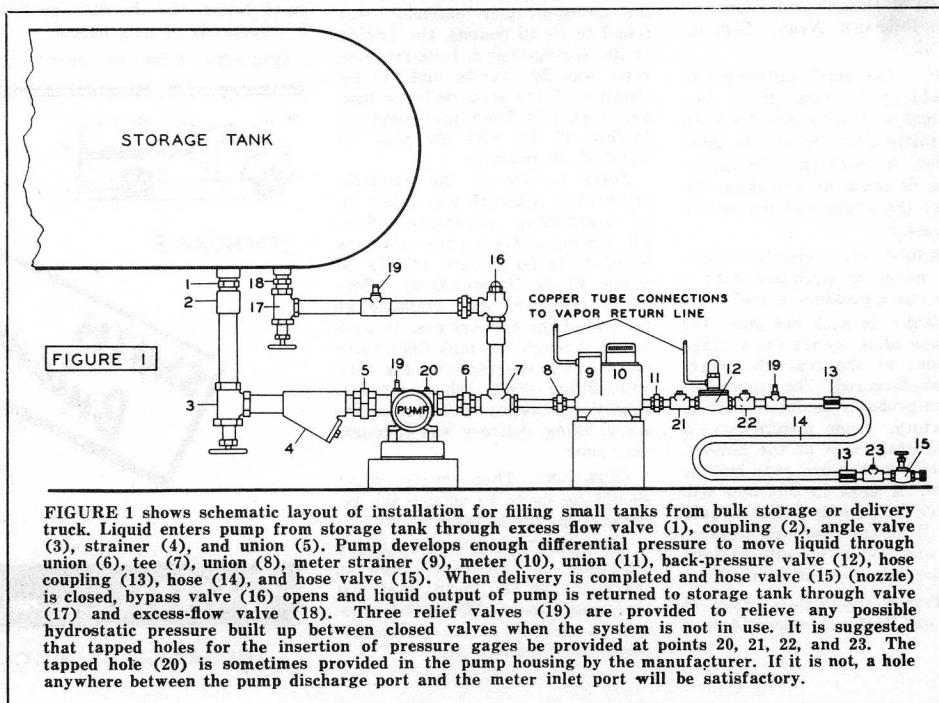 STORAGE TANK
1
2
18
17
19
16
COPPER TUBE CONNECTIONS
TO VAPOR RETURN LINE
FIGURE 1
3
4
5
19
20
PUMP
6
7
8
9
10
11
21
12
22
19
13
14
13
23
15
FIGURE 1 shows schematic layout of installation for filling small tanks from bulk storage or delivery
truck. Liquid enters pump from storage tank through excess flow valve (1), coupling (2), angle valve
(3), strainer (4), and union (5). Pump develops enough differential pressure to move liquid through
union (6), tee (7), union (8), meter strainer (9), meter (10), union (11), back-pressure valve (12), hose
coupling (13), hose (14), and hose valve (15). When delivery is completed and hose valve (15) (nozzle)
is closed, bypass valve (16) opens and liquid output of pump is returned to storage tank through valve
(17) and excess-flow valve (18). Three relief valves (19) are provided to relieve any possible
hydrostatic pressure built up between closed valves when the system is not in use. It is suggested
that tapped holes for the insertion of pressure gages be provided at points 20, 21, 22, and 23. The
tapped hole (20) is sometimes provided in the pump housing by the manufacturer. If it is not, a hole
anywhere between the pump discharge port and the meter inlet port will be satisfactory.